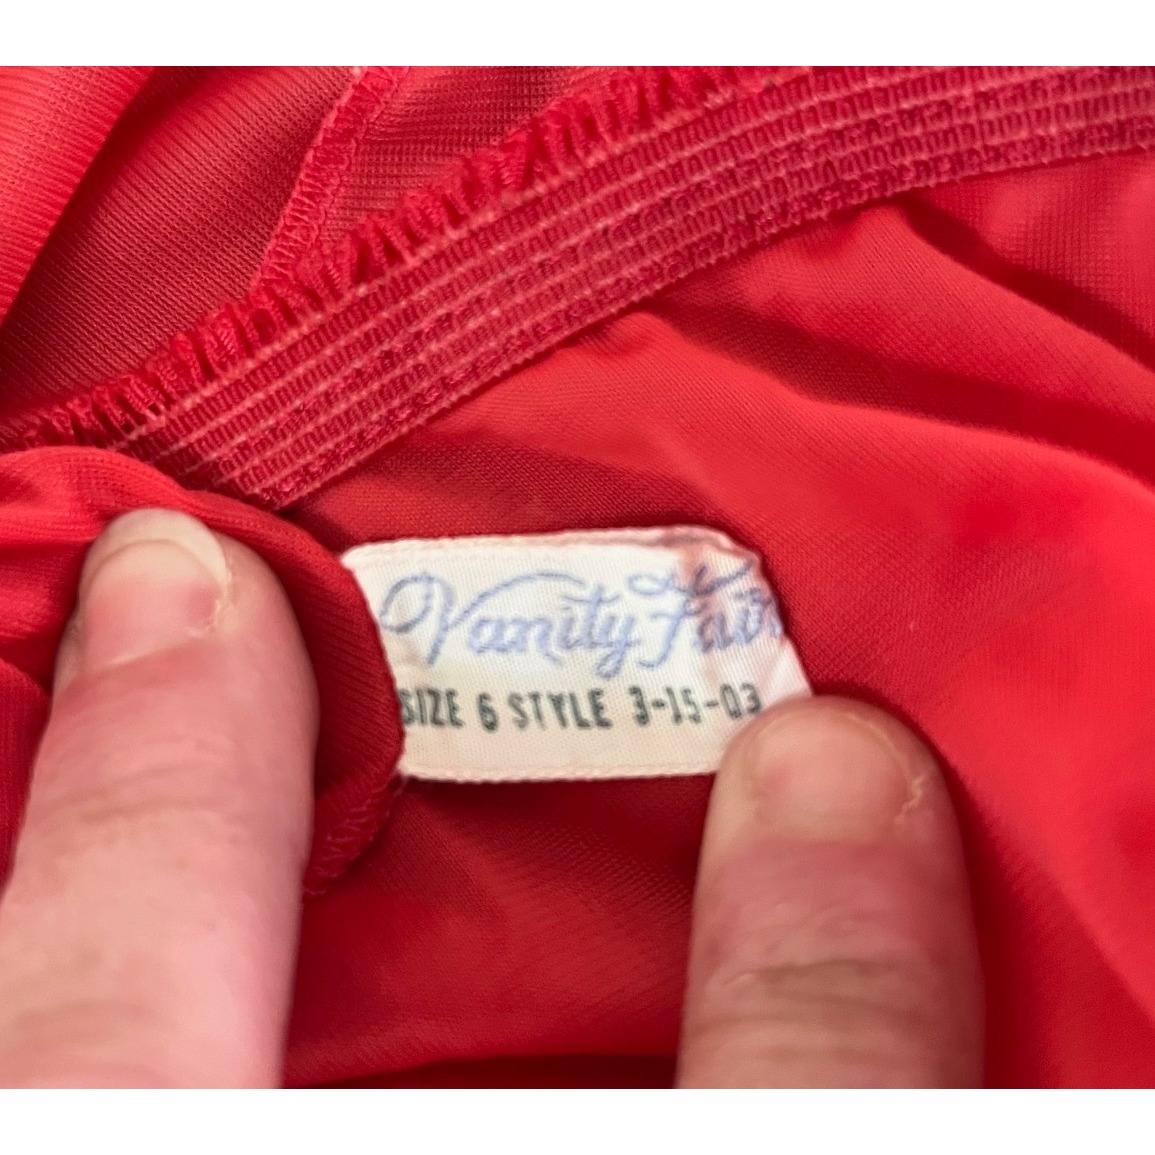 Vanity Fair
SIZE 6 STYLE 3-15-03